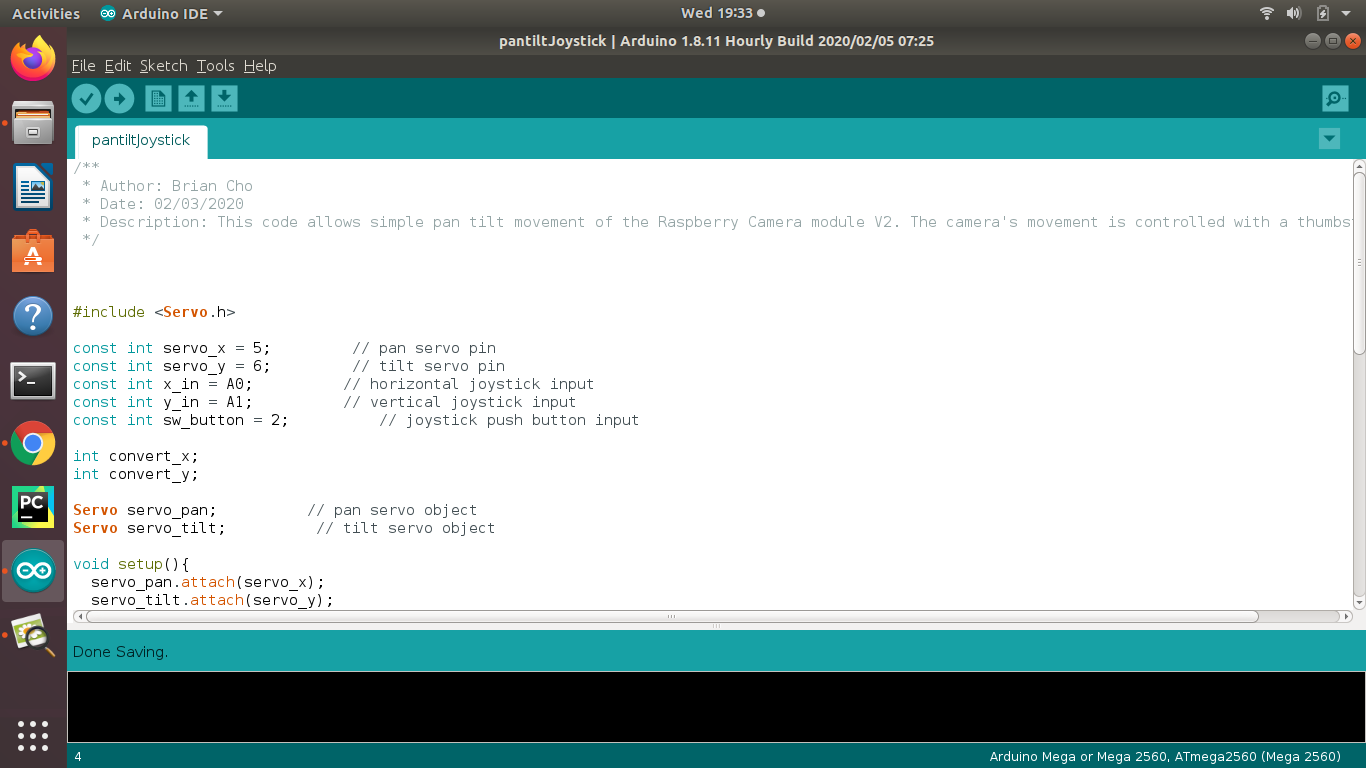 Activities Arduino IDE Wed 19:33
pantiltJoystick | Arduino 1.8.11 Hourly Build 2020/02/05 07:25
File Edit Sketch Tools Help
pantiltJoystick
/**
 * Author: Brian Cho
 * Date: 02/03/2020
 * Description: This code allows simple pan tilt movement of the Raspberry Camera module V2. The camera's movement is controlled with a thumbs
 */
#include <Servo.h>
const int servo_x = 5;         // pan servo pin
const int servo_y = 6;         // tilt servo pin
const int x_in = A0;          // horizontal joystick input
const int y_in = A1;          // vertical joystick input
const int sw_button = 2;          // joystick push button input
int convert_x;
int convert_y;
Servo servo_pan;          // pan servo object
Servo servo_tilt;          // tilt servo object
void setup(){
  servo_pan.attach(servo_x);
  servo_tilt.attach(servo_y);
Done Saving.
4 Arduino Mega or Mega 2560, ATmega2560 (Mega 2560)
PC